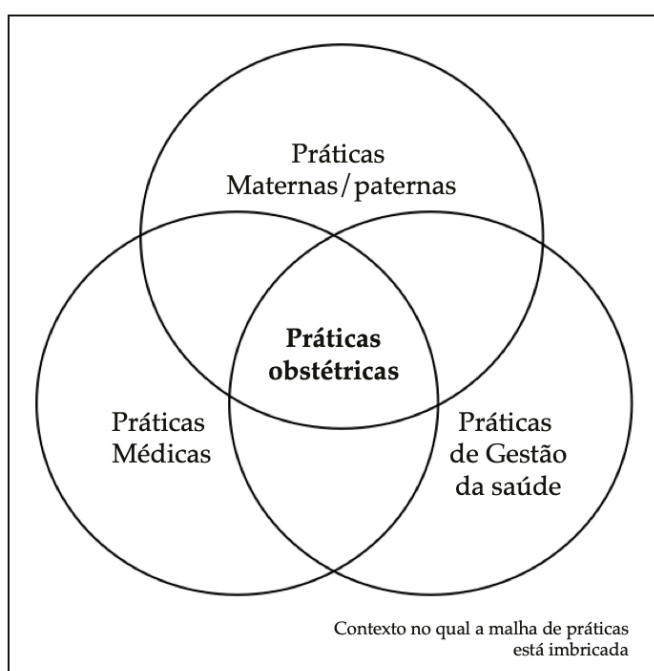 Práticas
Maternas/paternas
Práticas
obstétricas
Práticas
Médicas
Práticas
de Gestão
da saúde
Contexto no qual a malha de práticas
está imbricada